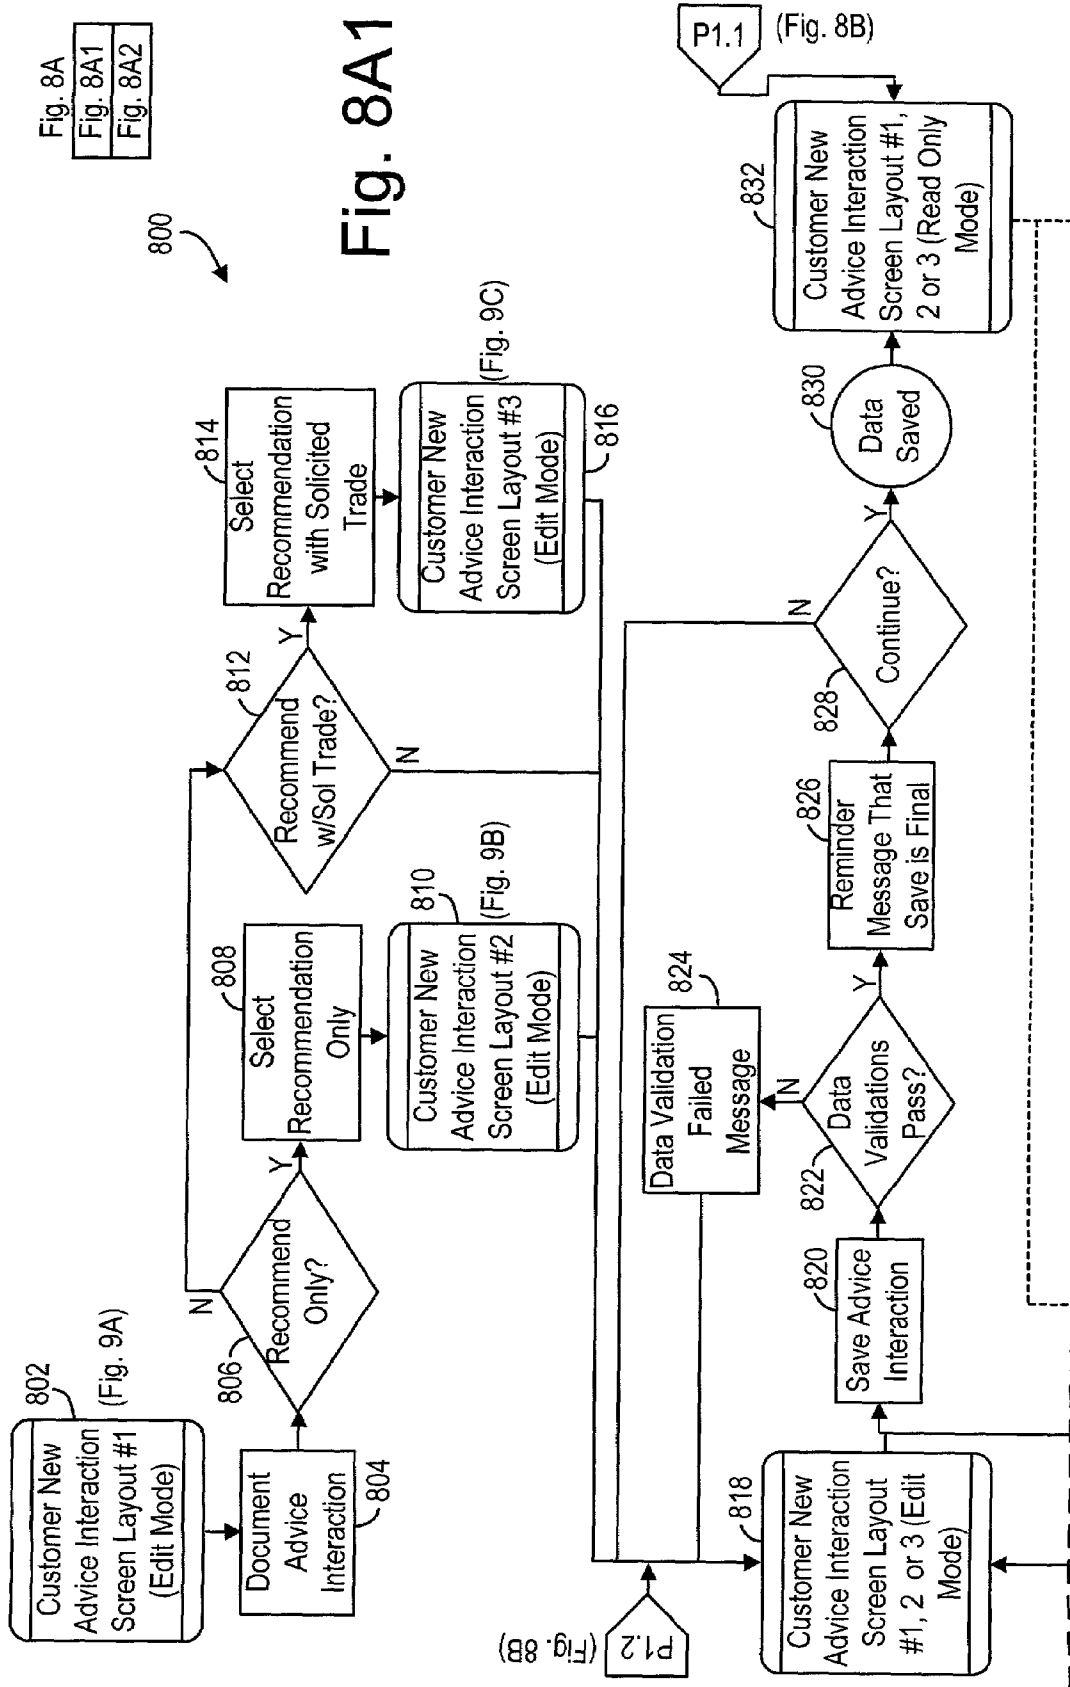 Fig. 8A
Fig. 8A1
Fig. 8A2
Fig. 8A1
800
802
Customer New
Advice Interaction
Screen Layout #1
(Edit Mode)
(Fig. 9A)
Document
Advice
Interaction
804
806
Recommend
Only?
N
Y
808
Select
Recommendation
Only
810
Customer New
Advice Interaction
Screen Layout #2
(Edit Mode)
(Fig. 9B)
812
Recommend
w/Sol Trade?
Y
N
814
Select
Recommendation
with Solicited
Trade
Customer New
Advice Interaction
Screen Layout #3
(Edit Mode)
(Fig. 9C)
816
P1.2
(Fig. 8B)
818
Customer New
Advice Interaction
Screen Layout
#1, 2 or 3 (Edit
Mode)
820
Save Advice
Interaction
822
Data
Validations
Pass?
N
Y
824
Data Validation
Failed
Message
826
Reminder
Message That
Save is Final
828
Continue?
N
Y
830
Data
Saved
832
Customer New
Advice Interaction
Screen Layout #1,
2 or 3 (Read Only
Mode)
P1.1
(Fig. 8B)